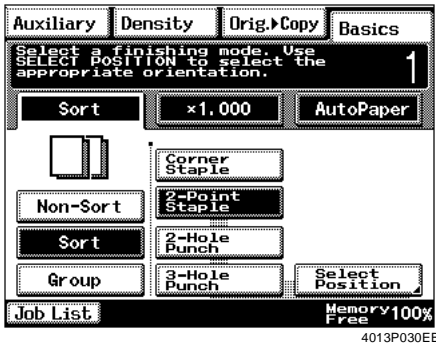 Auxiliary Density Orig.▸Copy Basics
Select a finishing mode. Use
SELECT POSITION to select the
appropriate orientation.
1
Sort ×1.000 AutoPaper
Corner
Staple
Non-Sort
2-Point
Staple
Sort
2-Hole
Punch
Group
3-Hole
Punch
Select
Position
Job List
Memory
Free 100%
4013P030EE